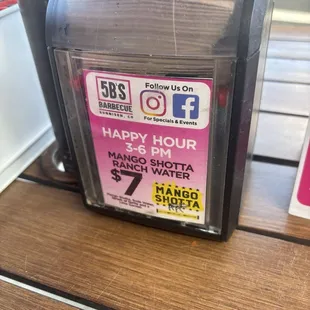 5B'S
BARBECUE
Follow Us On
For Specials & Events
HAPPY HOUR
3-6 PM
MANGO SHOTTA
RANCH WATER
$7
MANGO
SHOTTA